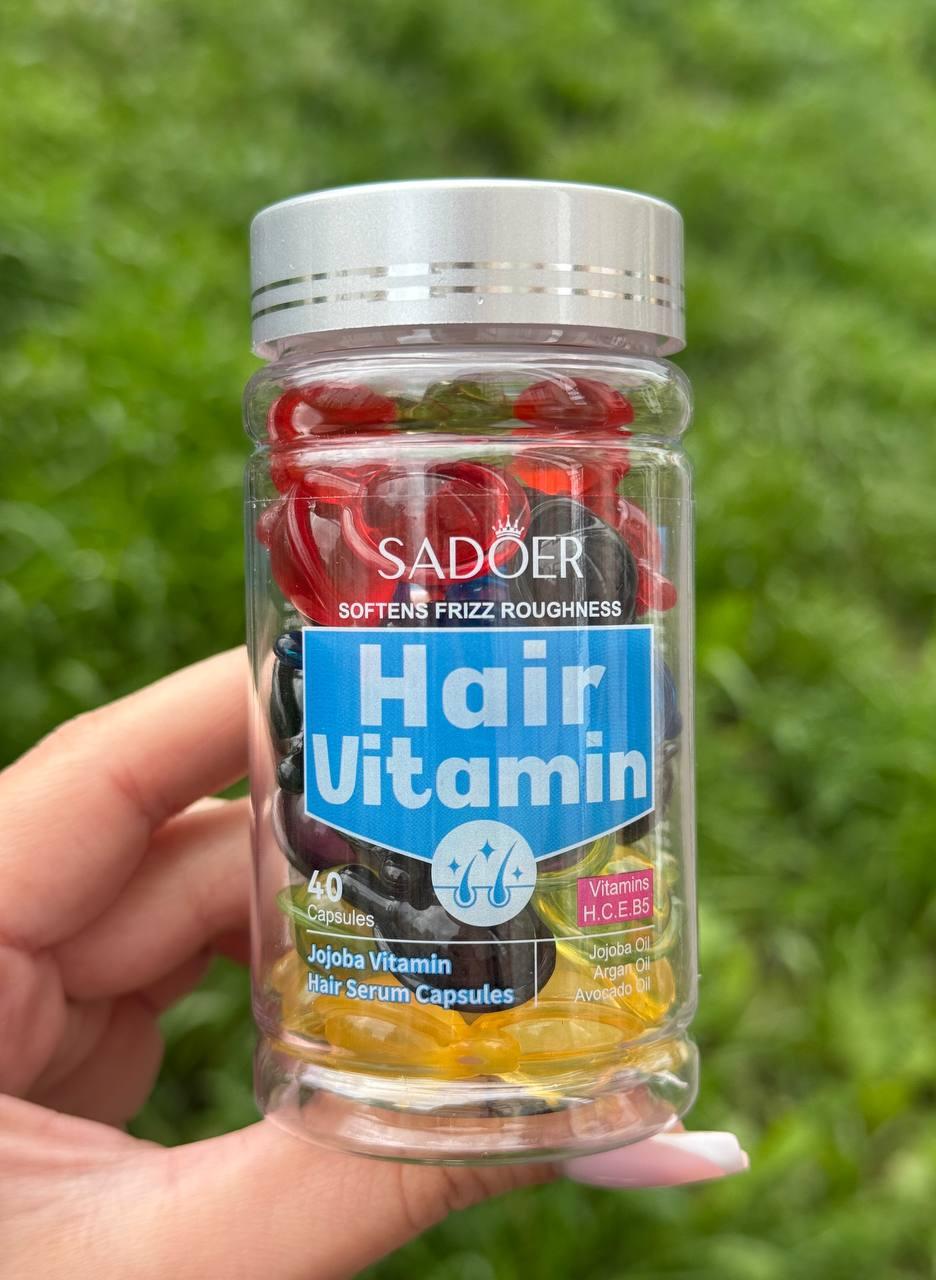 SADOER
SOFTENS FRIZZ ROUGHNESS
Hair
Vitamin
40
Capsules
Vitamins
H.C.E.B5
Jojoba Vitamin
Hair Serum Capsules
Jojoba Oil
Argan Oil
Avocado Oil